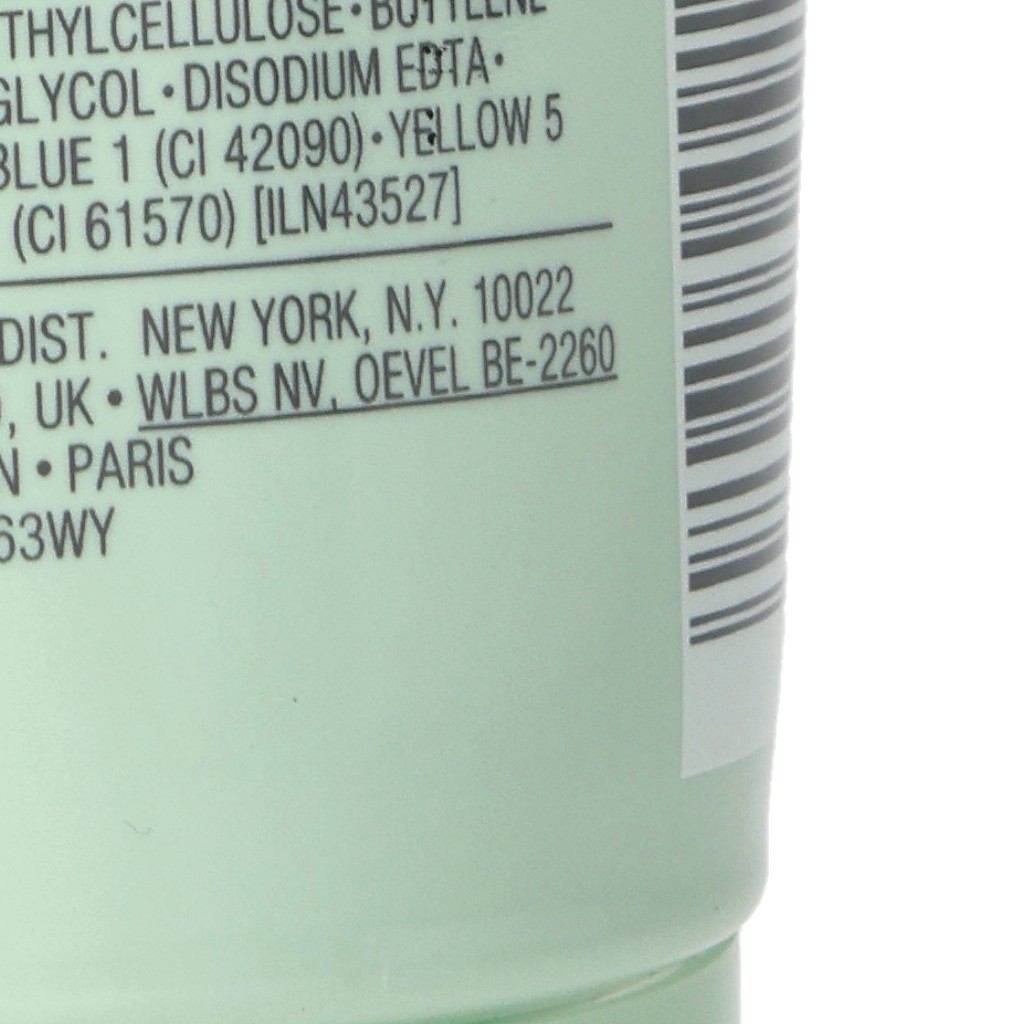 THYLCELLULOSE • BUTYLENE
GLYCOL • DISODIUM EDTA •
BLUE 1 (CI 42090) • YELLOW 5
(CI 61570) [ILN43527]
DIST. NEW YORK, N.Y. 10022
, UK • WLBS NV, OEVEL BE-2260
N • PARIS
63WY